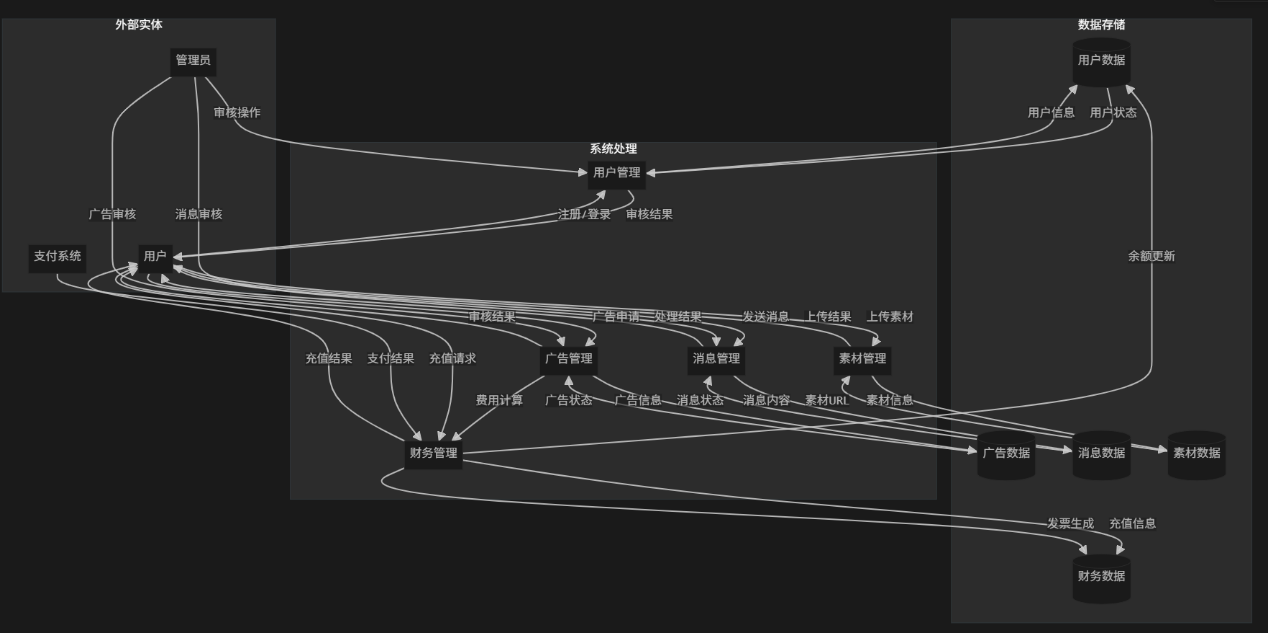 外部实体
数据存储
管理员
用户数据
审核操作
用户信息
用户状态
系统处理
用户管理
广告审核
消息审核
注册/登录
审核结果
支付系统
用户
余额更新
审核结果
广告申请
处理结果
发送消息
上传结果
上传素材
充值结果
支付结果
充值请求
广告管理
消息管理
素材管理
费用计算
广告状态
广告信息
消息状态
消息内容
素材URL
素材信息
财务管理
广告数据
消息数据
素材数据
发票生成
充值信息
财务数据